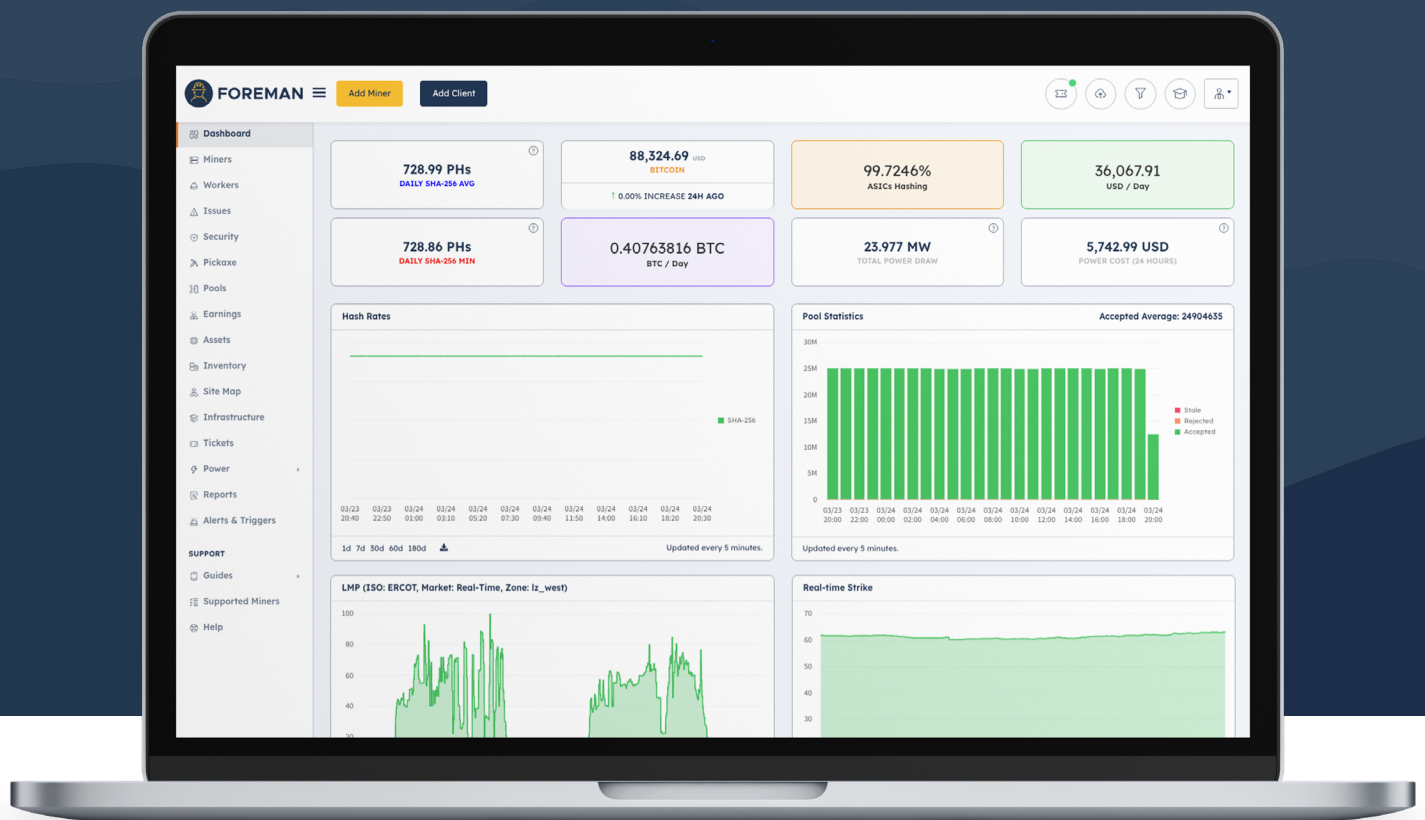 FOREMAN
Add Miner
Add Client
Dashboard
Miners
Workers
Issues
Security
Pickaxe
Pools
Earnings
Assets
Inventory
Site Map
Infrastructure
Tickets
Power
Reports
Alerts & Triggers
SUPPORT
Guides
Supported Miners
Help
728.99 PHs
DAILY SHA-256 AVG
88,324.69 USD
BITCOIN
↑ 0.00% INCREASE 24H AGO
99.7246%
ASICs Hashing
36,067.91
USD / Day
728.86 PHs
DAILY SHA-256 MIN
0.40763816 BTC
BTC / Day
23.977 MW
TOTAL POWER DRAW
5,742.99 USD
POWER COST (24 HOURS)
Hash Rates
SHA-256
03/23 03/23 03/24 03/24 03/24 03/24 03/24 03/24 03/24 03/24 03/24 03/24
20:40 22:50 01:00 03:10 05:20 07:30 09:40 11:50 14:00 16:10 18:20 20:30
1d 7d 30d 60d 180d
Updated every 5 minutes.
Pool Statistics
Accepted Average: 24904635
30M
25M
20M
15M
10M
5M
0
Stale
Rejected
Accepted
03/23 03/23 03/24 03/24 03/24 03/24 03/24 03/24 03/24 03/24 03/24 03/24 03/24
20:00 22:00 00:00 02:00 04:00 06:00 08:00 10:00 12:00 14:00 16:00 18:00 20:00
Updated every 5 minutes.
LMP (ISO: ERCOT, Market: Real-Time, Zone: lz_west)
100
80
60
40
20
Real-time Strike
70
60
50
40
30